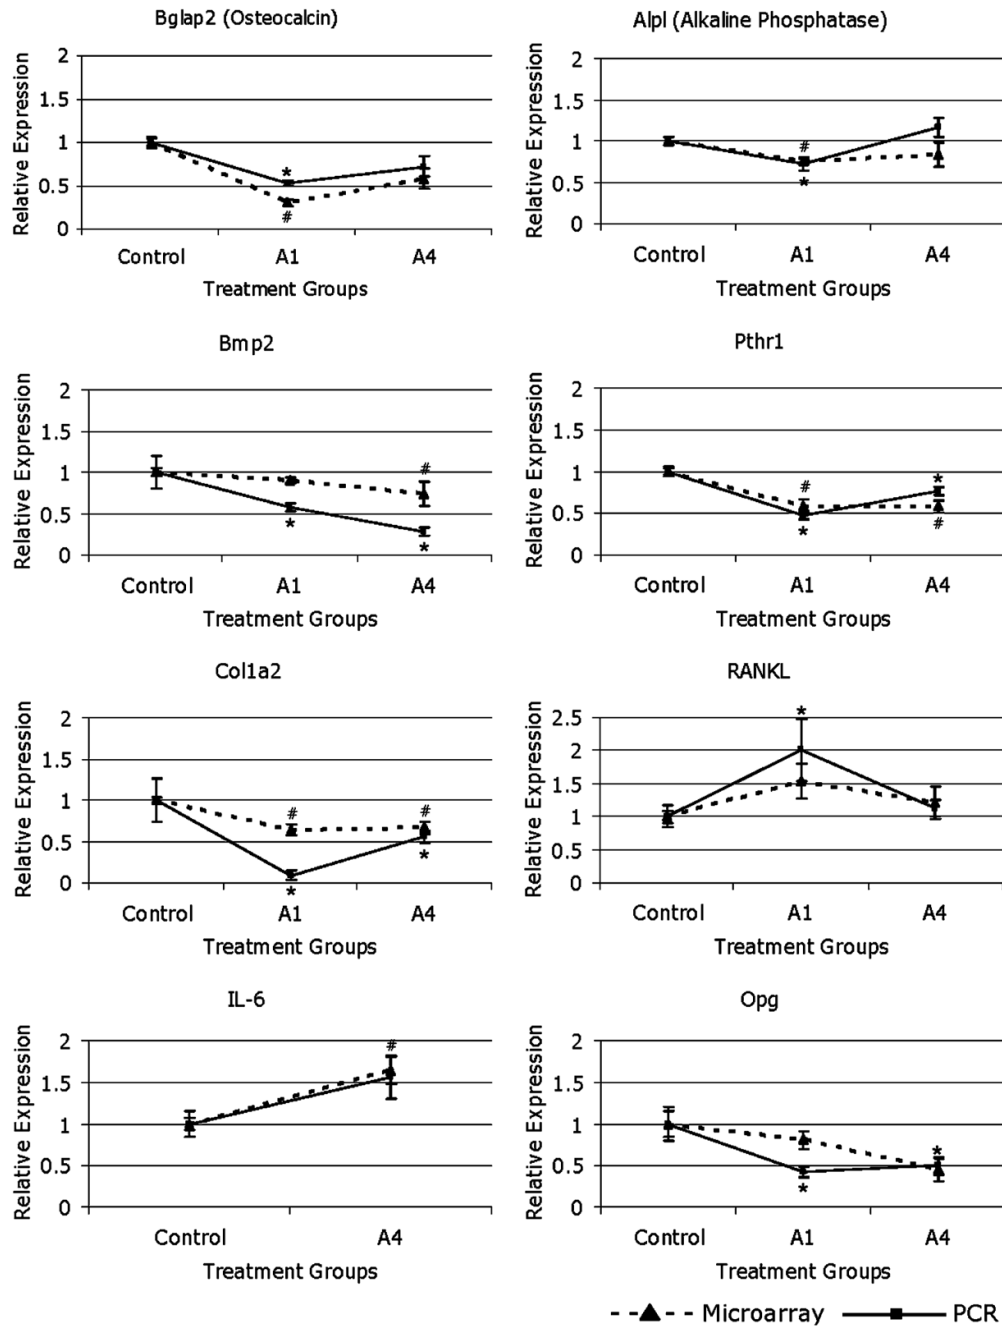 Bglap2 (Osteocalcin)
Relative Expression
2
1.5
1
0.5
0
*
#
Control A1 A4
Treatment Groups
Alpl (Alkaline Phosphatase)
Relative Expression
2
1.5
1
0.5
0
#
*
Control A1 A4
Treatment Groups
Bmp2
Relative Expression
2
1.5
1
0.5
0
#
* *
Control A1 A4
Treatment Groups
Pthr1
Relative Expression
2
1.5
1
0.5
0
# *
* #
Control A1 A4
Treatment Groups
Col1a2
Relative Expression
2
1.5
1
0.5
0
# #
* *
Control A1 A4
Treatment Groups
RANKL
Relative Expression
2.5
2
1.5
1
0.5
0
*
Control A1 A4
Treatment Groups
IL-6
Relative Expression
2
1.5
1
0.5
0
#
Control A4
Treatment Groups
Opg
Relative Expression
2
1.5
1
0.5
0
*
*
Control A1 A4
Treatment Groups
Microarray PCR